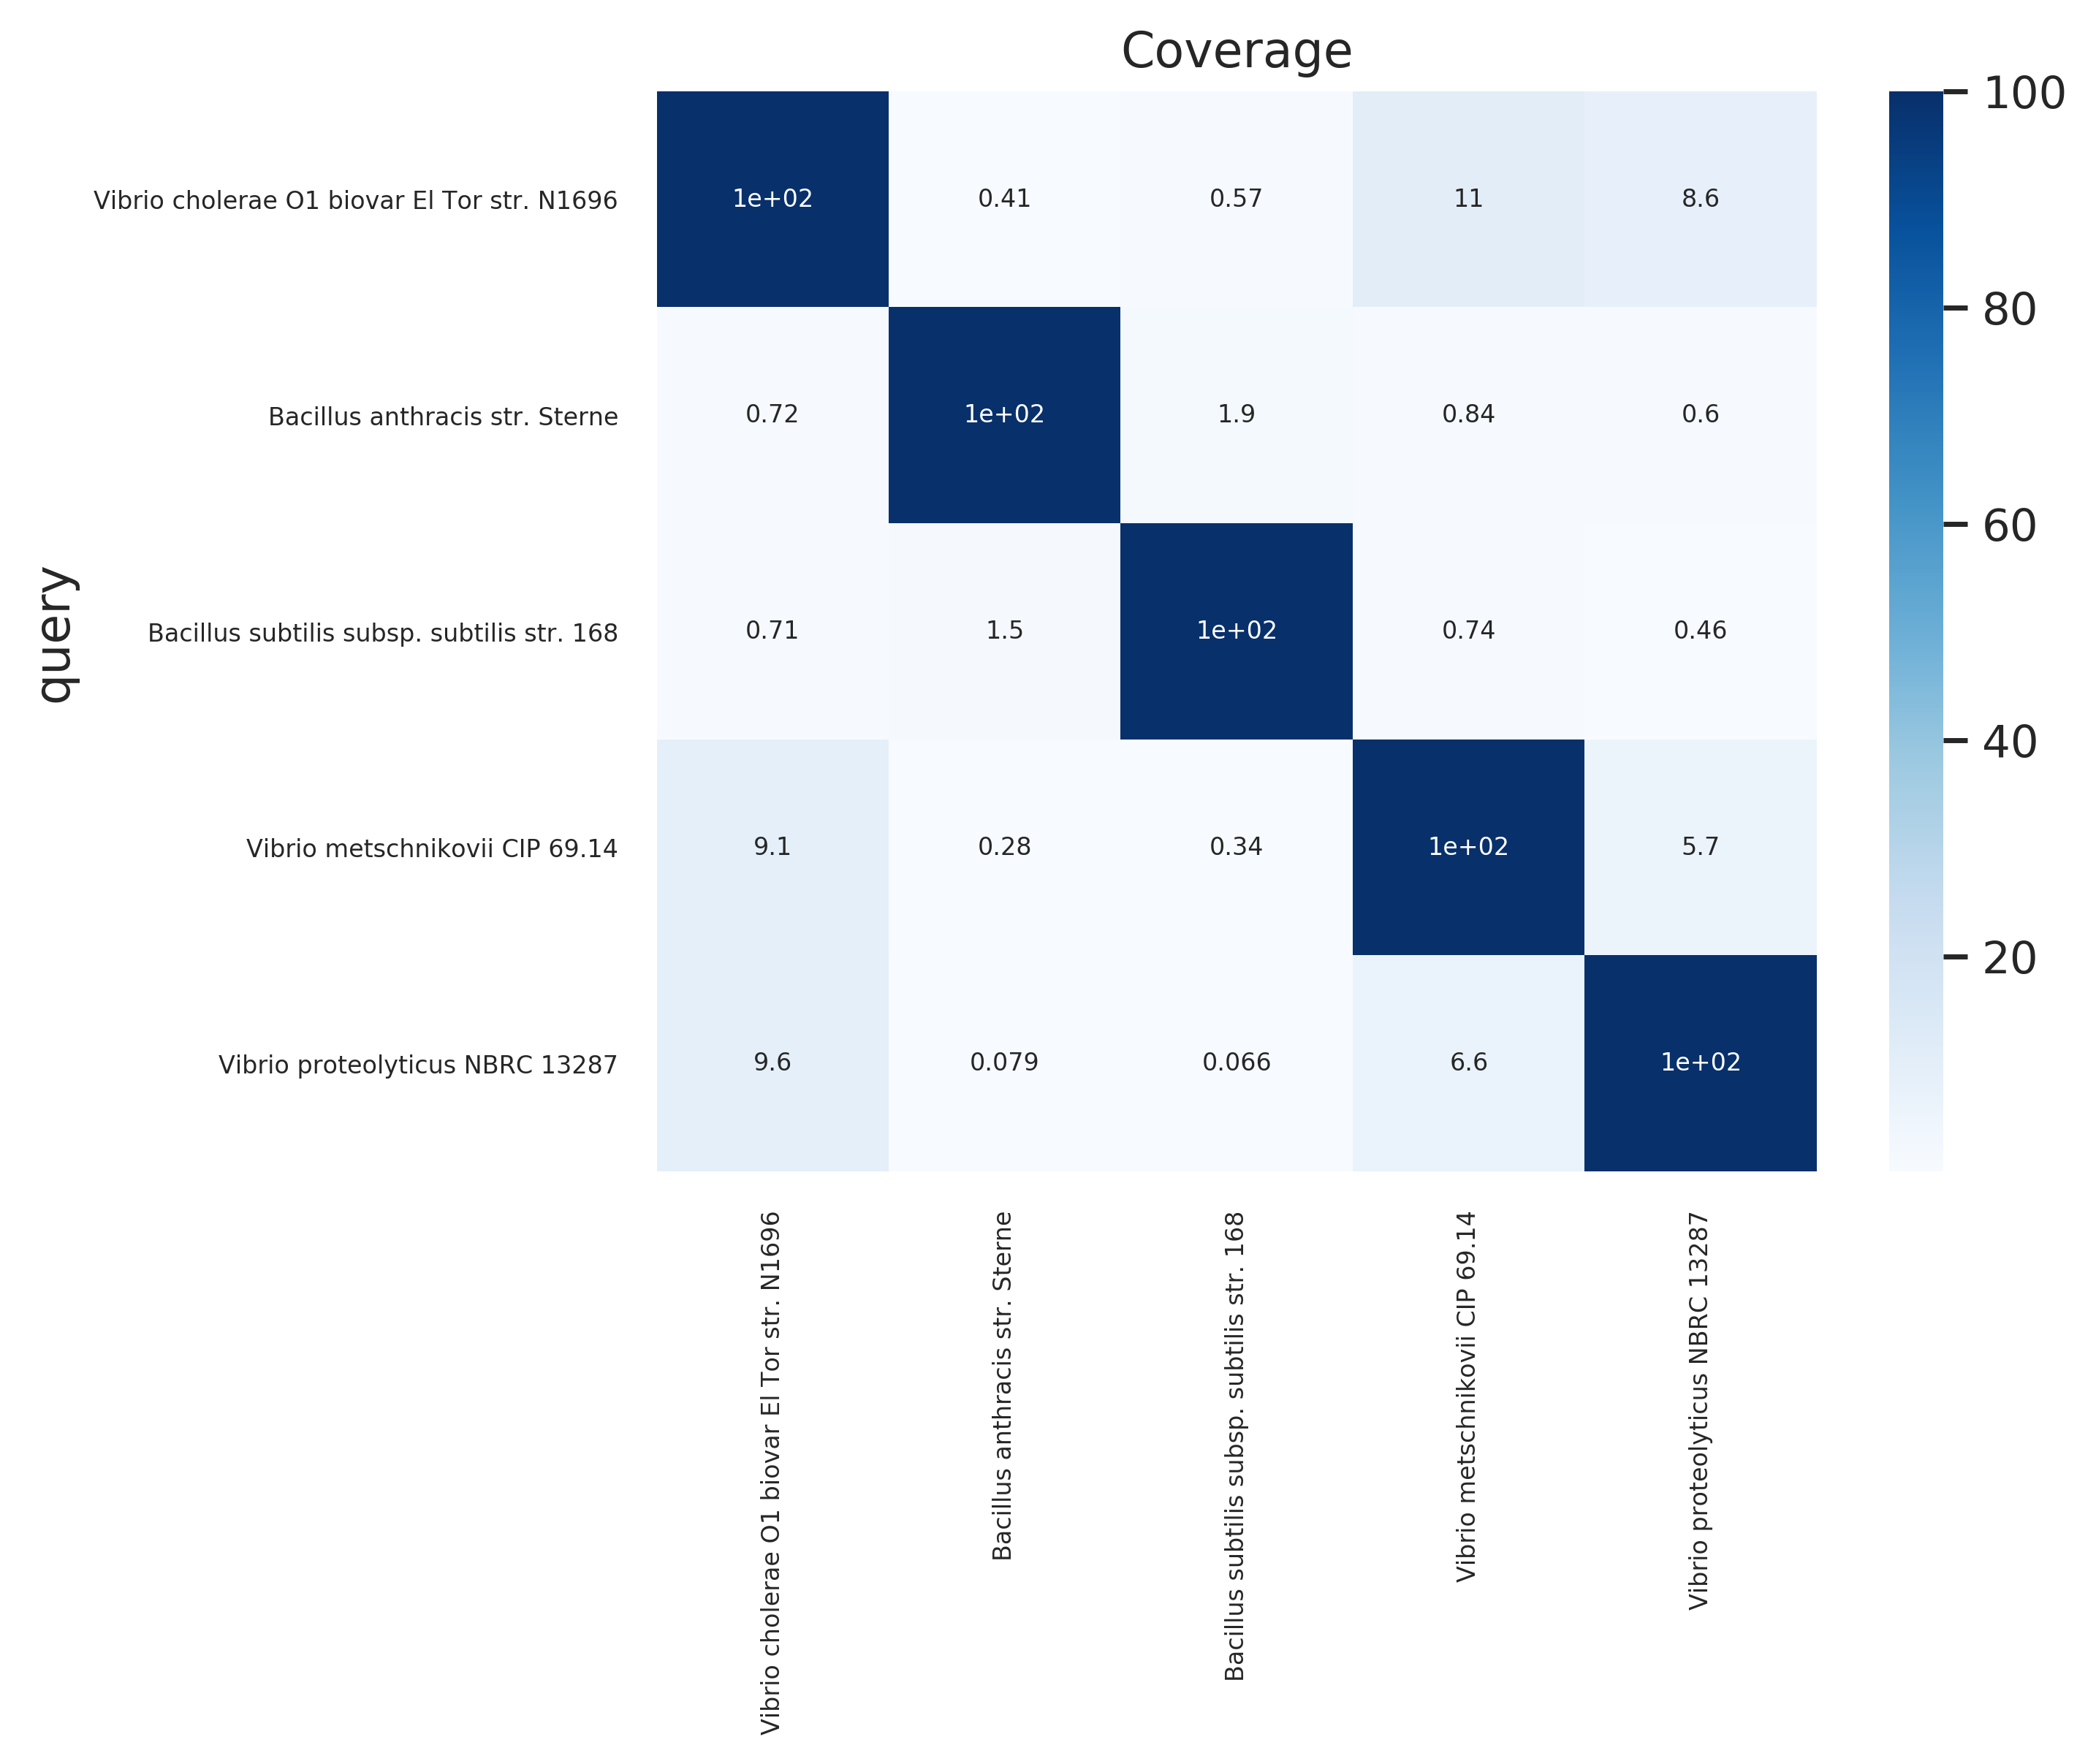 Coverage
query
Vibrio cholerae O1 biovar El Tor str. N1696
1e+02 0.41 0.57 11 8.6
Bacillus anthracis str. Sterne
0.72 1e+02 1.9 0.84 0.6
Bacillus subtilis subsp. subtilis str. 168
0.71 1.5 1e+02 0.74 0.46
Vibrio metschnikovii CIP 69.14
9.1 0.28 0.34 1e+02 5.7
Vibrio proteolyticus NBRC 13287
9.6 0.079 0.066 6.6 1e+02
Vibrio cholerae O1 biovar El Tor str. N1696
Bacillus anthracis str. Sterne
Bacillus subtilis subsp. subtilis str. 168
Vibrio metschnikovii CIP 69.14
Vibrio proteolyticus NBRC 13287
100
80
60
40
20